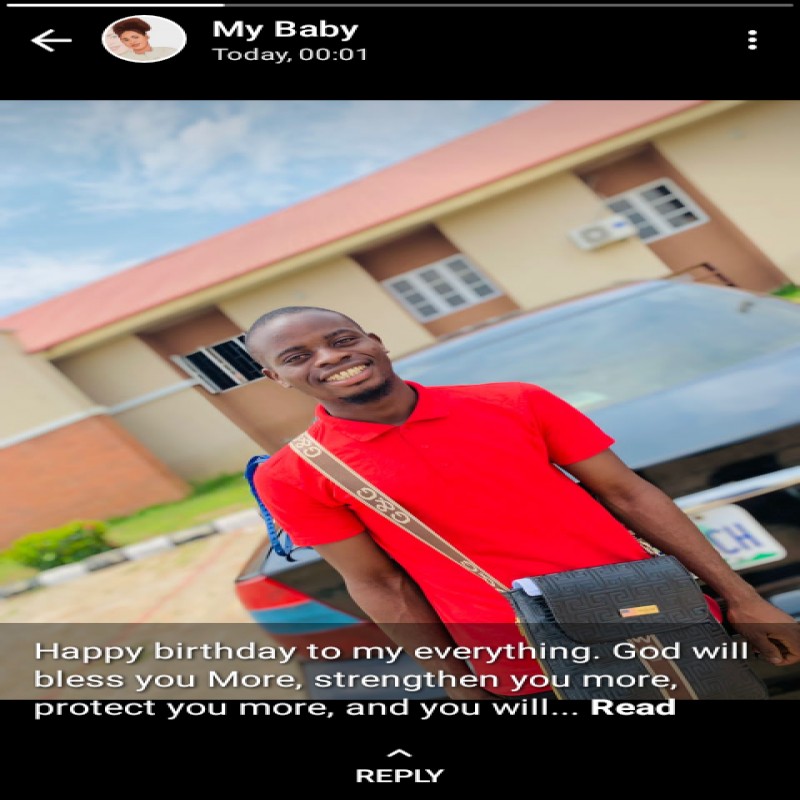 My Baby
Today, 00:01
G&G
G&G
CH
Happy birthday to my everything. God will
bless you More, strengthen you more,
protect you more, and you will... Read
REPLY